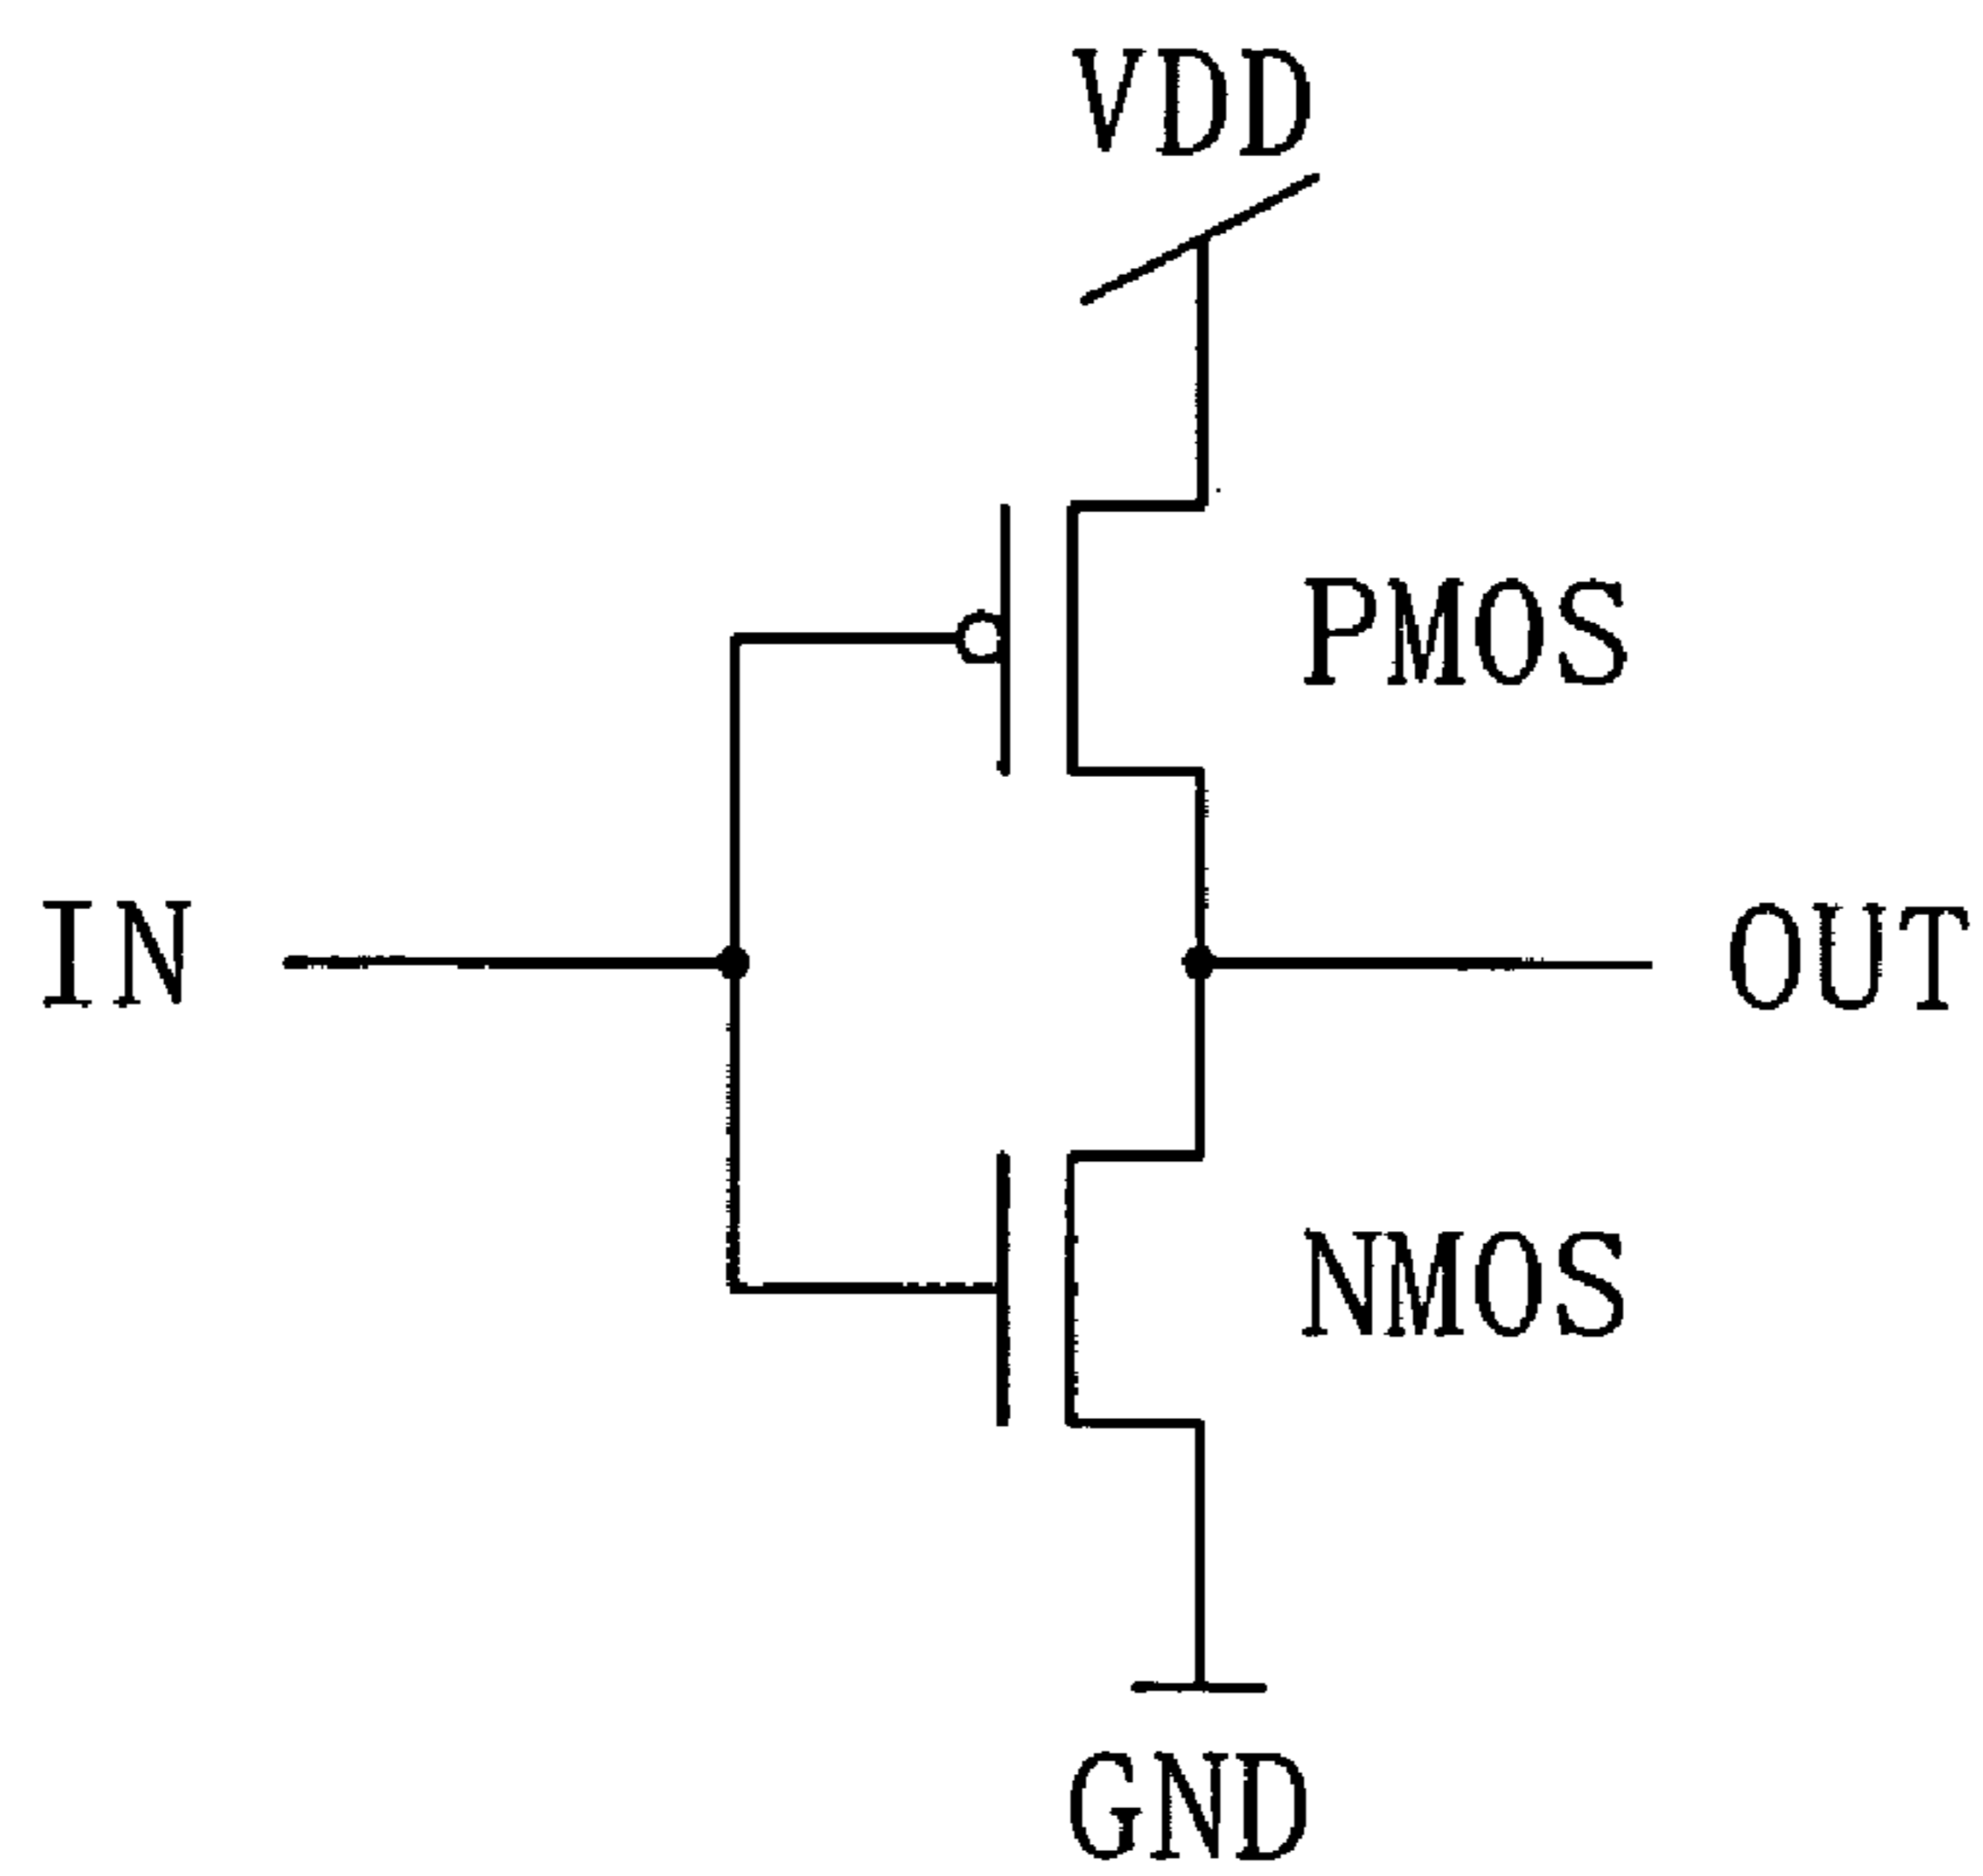 VDD
PMOS
IN
OUT
NMOS
GND